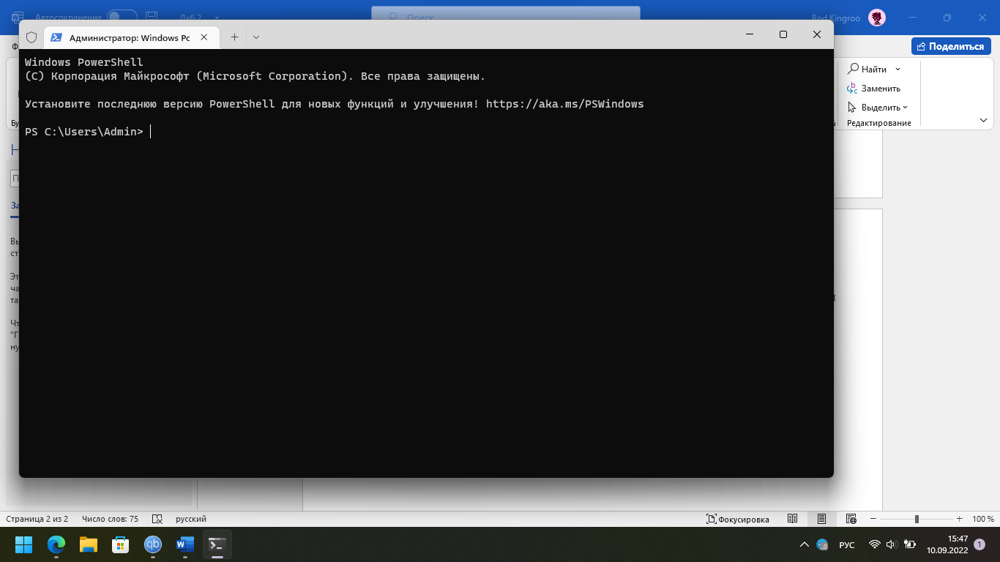 Автосохранение
Лаб 2
Поиск
Rod Kingroo
Администратор: Windows Pc
Поделиться
Windows PowerShell
(C) Корпорация Майкрософт (Microsoft Corporation). Все права защищены.
Установите последнюю версию PowerShell для новых функций и улучшения! https://aka.ms/PSWindows
PS C:\Users\Admin>
Найти
Заменить
Выделить
Редактирование
Страница 2 из 2
Число слов: 75
русский
Фокусировка
100 %
РУС
15:47
10.09.2022
1